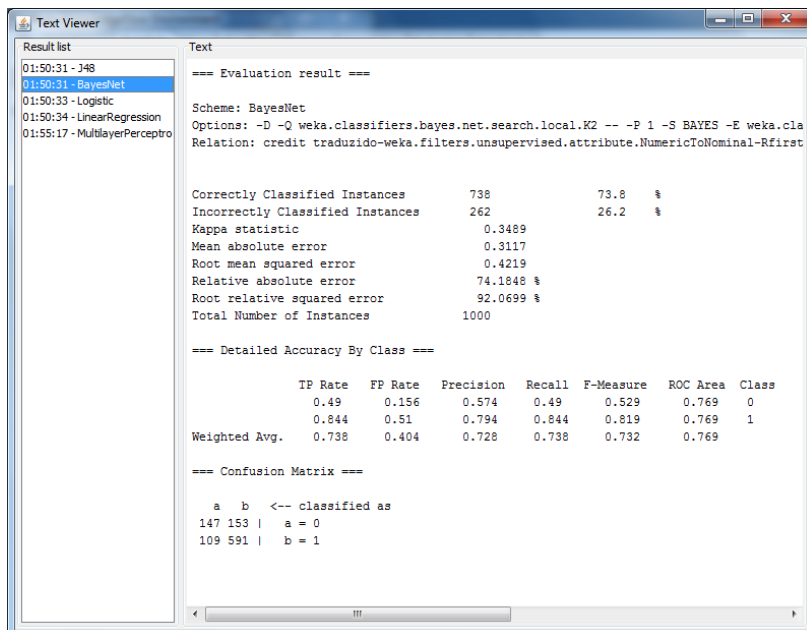 Text Viewer
Result list
01:50:31 - J48
01:50:31 - BayesNet
01:50:33 - Logistic
01:50:34 - LinearRegression
01:55:17 - MultilayerPerceptro
Text
=== Evaluation result ===
Scheme: BayesNet
Options: -D -Q weka.classifiers.bayes.net.search.local.K2 -- -P 1 -S BAYES -E weka.cla
Relation: credit traduzido-weka.filters.unsupervised.attribute.NumericToNominal-Rfirst
Correctly Classified Instances 738 73.8 %
Incorrectly Classified Instances 262 26.2 %
Kappa statistic 0.3489
Mean absolute error 0.3117
Root mean squared error 0.4219
Relative absolute error 74.1848 %
Root relative squared error 92.0699 %
Total Number of Instances 1000
=== Detailed Accuracy By Class ===
TP Rate FP Rate Precision Recall F-Measure ROC Area Class
0.49 0.156 0.574 0.49 0.529 0.769 0
0.844 0.51 0.794 0.844 0.819 0.769 1
Weighted Avg. 0.738 0.404 0.728 0.738 0.732 0.769
=== Confusion Matrix ===
a b <-- classified as
147 153 | a = 0
109 591 | b = 1